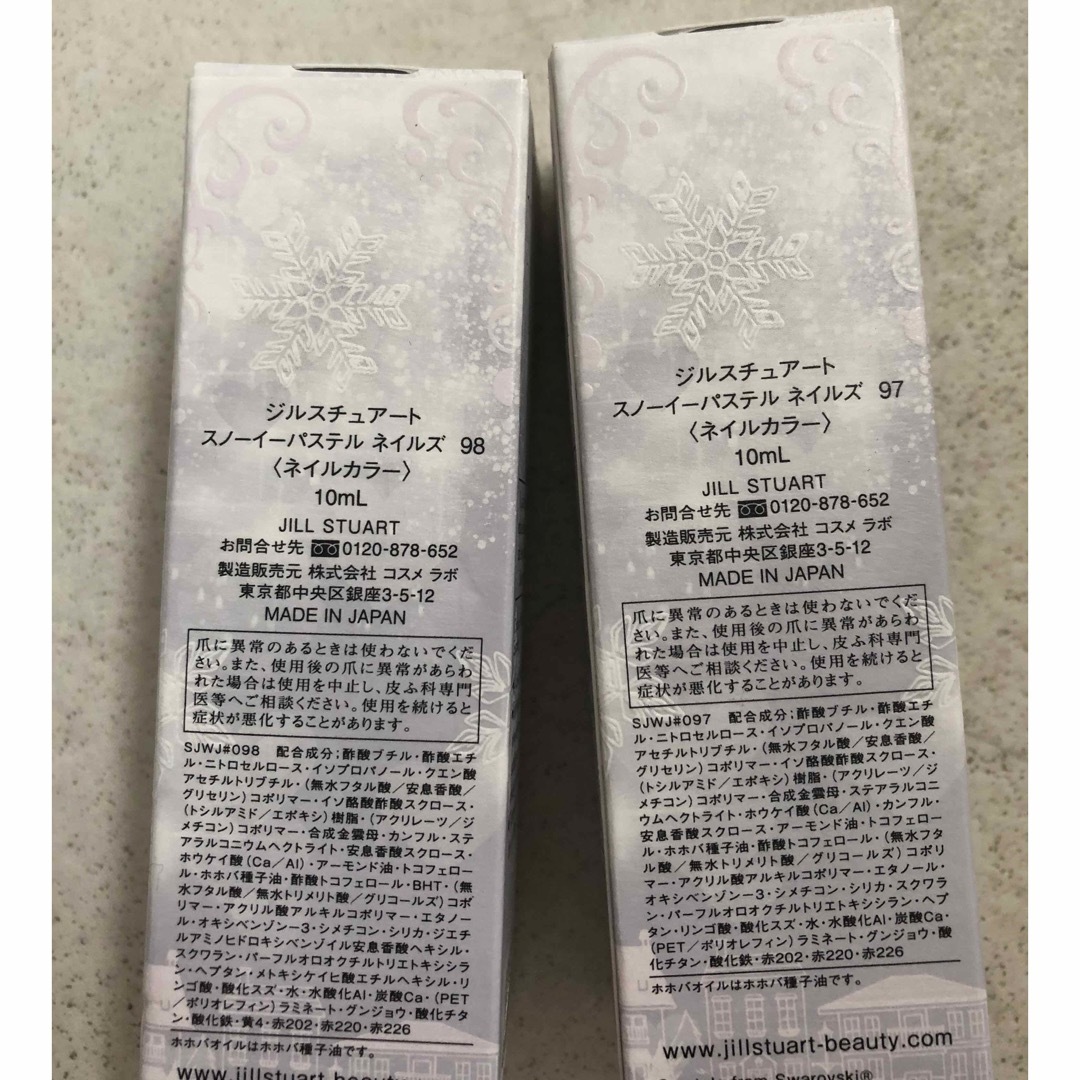 ジルスチュアート
スノーイーパステル ネイルズ 98
〈ネイルカラー〉
10mL
JILL STUART
お問合せ先 0120-878-652
製造販売元 株式会社 コスメ ラボ
東京都中央区銀座3-5-12
MADE IN JAPAN
爪に異常のあるときは使わないでくだ
さい。また、使用後の爪に異常があらわ
れた場合は使用を中止し、皮ふ科専門
医等へご相談ください。使用を続けると
症状が悪化することがあります。
SJWJ#098 配合成分;酢酸ブチル・酢酸エチ
ル・ニトロセルロース・イソプロパノール・クエン酸
アセチルトリブチル・(無水フタル酸/安息香酸/
グリセリン)コポリマー・イソ酪酸酢酸スクロース・
(トシルアミド/エポキシ)樹脂・(アクリレーツ/ジ
メチコン)コポリマー・合成金雲母・カンフル・ステ
アラルコニウムヘクトライト・安息香酸スクロース・
ホウケイ酸(Ca/Al)・アーモンド油・トコフェロー
ル・ホホバ種子油・酢酸トコフェロール・BHT・(無
水フタル酸/無水トリメリト酸/グリコールズ)コポ
リマー・アクリル酸アルキルコポリマー・エタノー
ル・オキシベンゾン-3・シメチコン・シリカ・ジエチ
ルアミノヒドロキシベンゾイル安息香酸ヘキシル・
スクワラン・パーフルオロオクチルトリエトキシシラ
ン・ヘプタン・メトキシケイヒ酸エチルヘキシル・リ
ンゴ酸・酸化スズ・水・水酸化Al・炭酸Ca・(PET
/ポリオレフィン)ラミネート・グンジョウ・酸化チタ
ン・酸化鉄・黄4・赤202・赤220・赤226
ホホバオイルはホホバ種子油です。
www.jillstuart-beauty.com
ジルスチュアート
スノーイーパステル ネイルズ 97
〈ネイルカラー〉
10mL
JILL STUART
お問合せ先 0120-878-652
製造販売元 株式会社 コスメ ラボ
東京都中央区銀座3-5-12
MADE IN JAPAN
爪に異常のあるときは使わないでくだ
さい。また、使用後の爪に異常があらわ
れた場合は使用を中止し、皮ふ科専門
医等へご相談ください。使用を続けると
症状が悪化することがあります。
SJWJ#097 配合成分;酢酸ブチル・酢酸エチ
ル・ニトロセルロース・イソプロパノール・クエン酸
アセチルトリブチル・(無水フタル酸/安息香酸/
グリセリン)コポリマー・イソ酪酸酢酸スクロース・
(トシルアミド/エポキシ)樹脂・(アクリレーツ/ジ
メチコン)コポリマー・合成金雲母・ステアラルコニ
ウムヘクトライト・ホウケイ酸(Ca/Al)・カンフル・
安息香酸スクロース・アーモンド油・トコフェロー
ル・ホホバ種子油・酢酸トコフェロール・(無水フタ
ル酸/無水トリメリト酸/グリコールズ)コポリ
マー・アクリル酸アルキルコポリマー・エタノール・
オキシベンゾン-3・シメチコン・シリカ・スクワラ
ン・パーフルオロオクチルトリエトキシシラン・ヘプ
タン・リンゴ酸・酸化スズ・水・水酸化Al・炭酸Ca・
(PET/ポリオレフィン)ラミネート・グンジョウ・酸
化チタン・酸化鉄・赤202・赤220・赤226
ホホバオイルはホホバ種子油です。
www.jillstuart-beauty.com
from Swarovski®